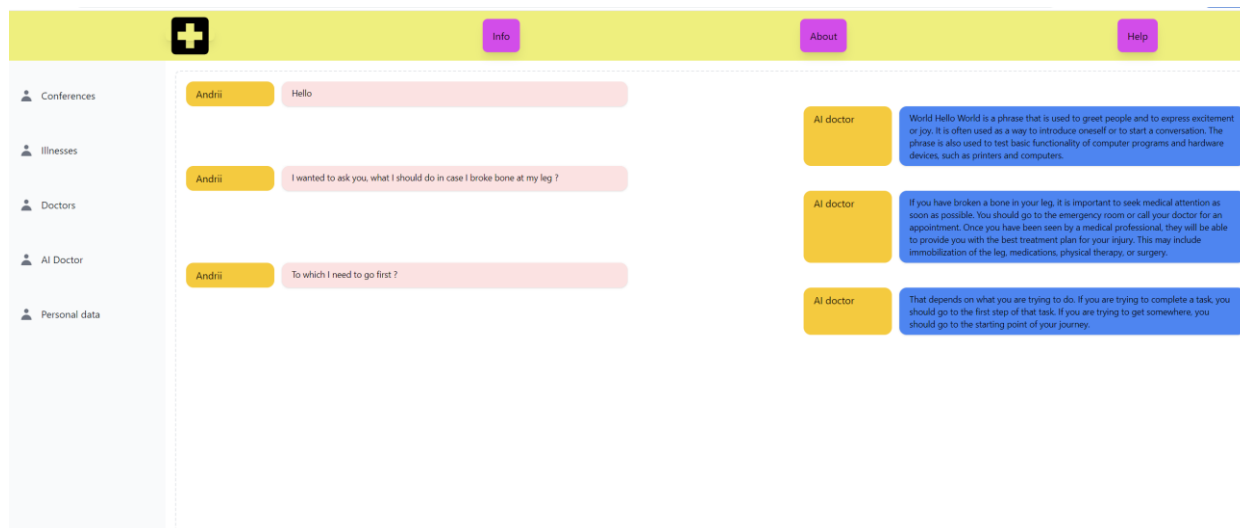 Info
About
Help
Conferences
Illnesses
Doctors
AI Doctor
Personal data
Andrii
Hello
AI doctor
World Hello World is a phrase that is used to greet people and to express excitement
or joy. It is often used as a way to introduce oneself or to start a conversation. The
phrase is also used to test basic functionality of computer programs and hardware
devices, such as printers and computers.
Andrii
I wanted to ask you, what I should do in case I broke bone at my leg ?
AI doctor
If you have broken a bone in your leg, it is important to seek medical attention as
soon as possible. You should go to the emergency room or call your doctor for an
appointment. Once you have been seen by a medical professional, they will be able
to provide you with the best treatment plan for your injury. This may include
immobilization of the leg, medications, physical therapy, or surgery.
Andrii
To which I need to go first ?
AI doctor
That depends on what you are trying to do. If you are trying to complete a task, you
should go to the first step of that task. If you are trying to get somewhere, you
should go to the starting point of your journey.